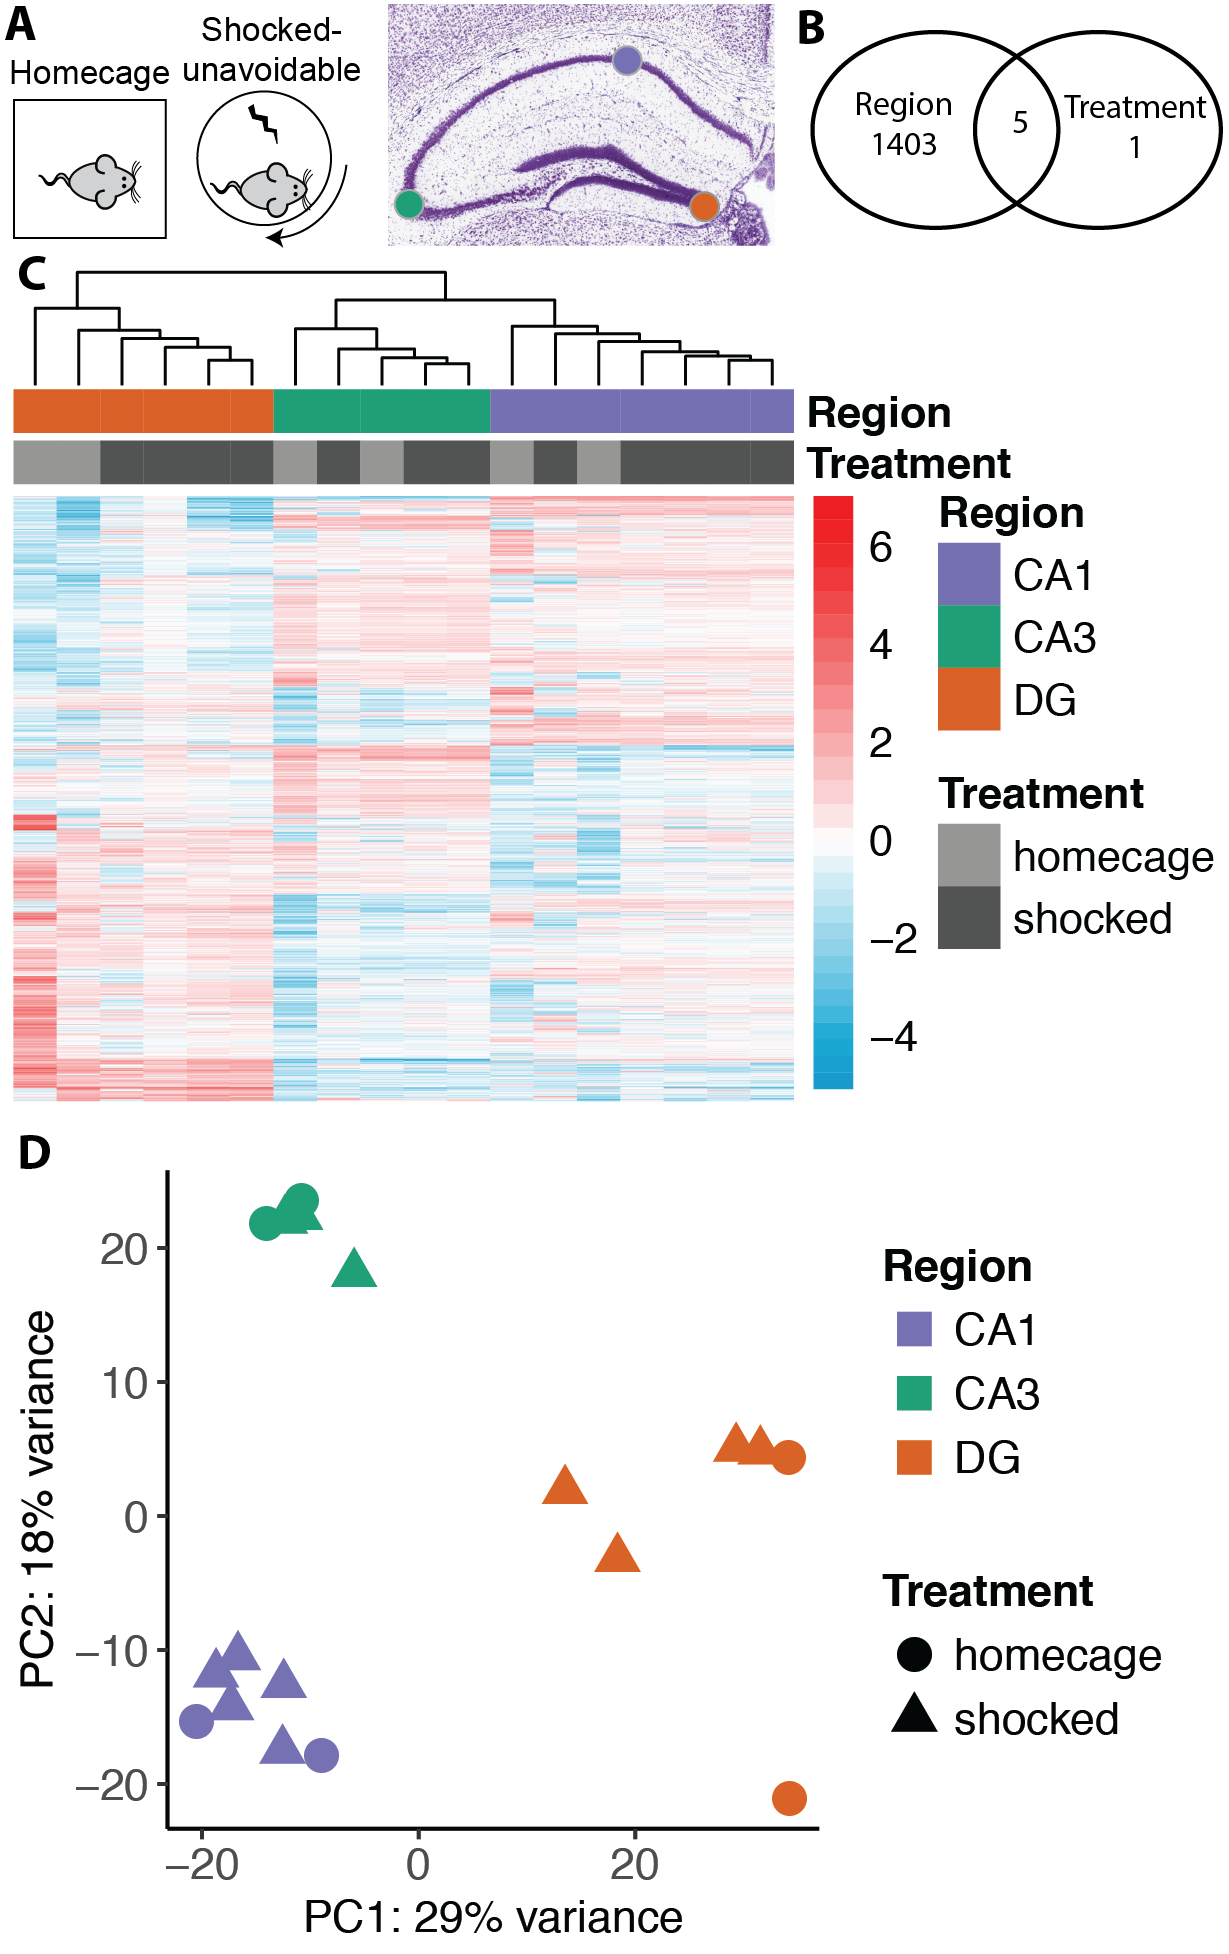 A
Homecage
Shocked-
unavoidable
B
Region
1403
5
Treatment
1
C
Region
Treatment
6
4
2
0
−2
−4
Region
CA1
CA3
DG
Treatment
homecage
shocked
D
20
10
0
−10
−20
PC2: 18% variance
−20
0
20
PC1: 29% variance
Region
CA1
CA3
DG
Treatment
homecage
shocked